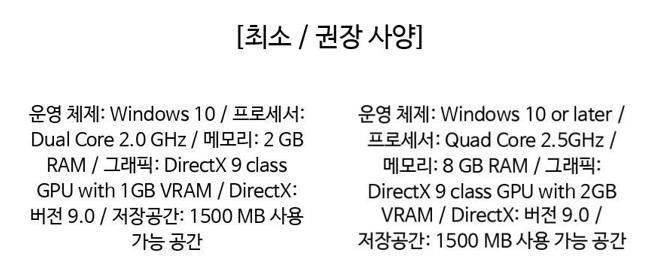 [최소 / 권장 사양]
운영 체제: Windows 10 / 프로세서:
Dual Core 2.0 GHz / 메모리: 2 GB
RAM / 그래픽: DirectX 9 class
GPU with 1GB VRAM / DirectX:
버전 9.0 / 저장공간: 1500 MB 사용
가능 공간
운영 체제: Windows 10 or later /
프로세서: Quad Core 2.5GHz /
메모리: 8 GB RAM / 그래픽:
DirectX 9 class GPU with 2GB
VRAM / DirectX: 버전 9.0 /
저장공간: 1500 MB 사용 가능 공간